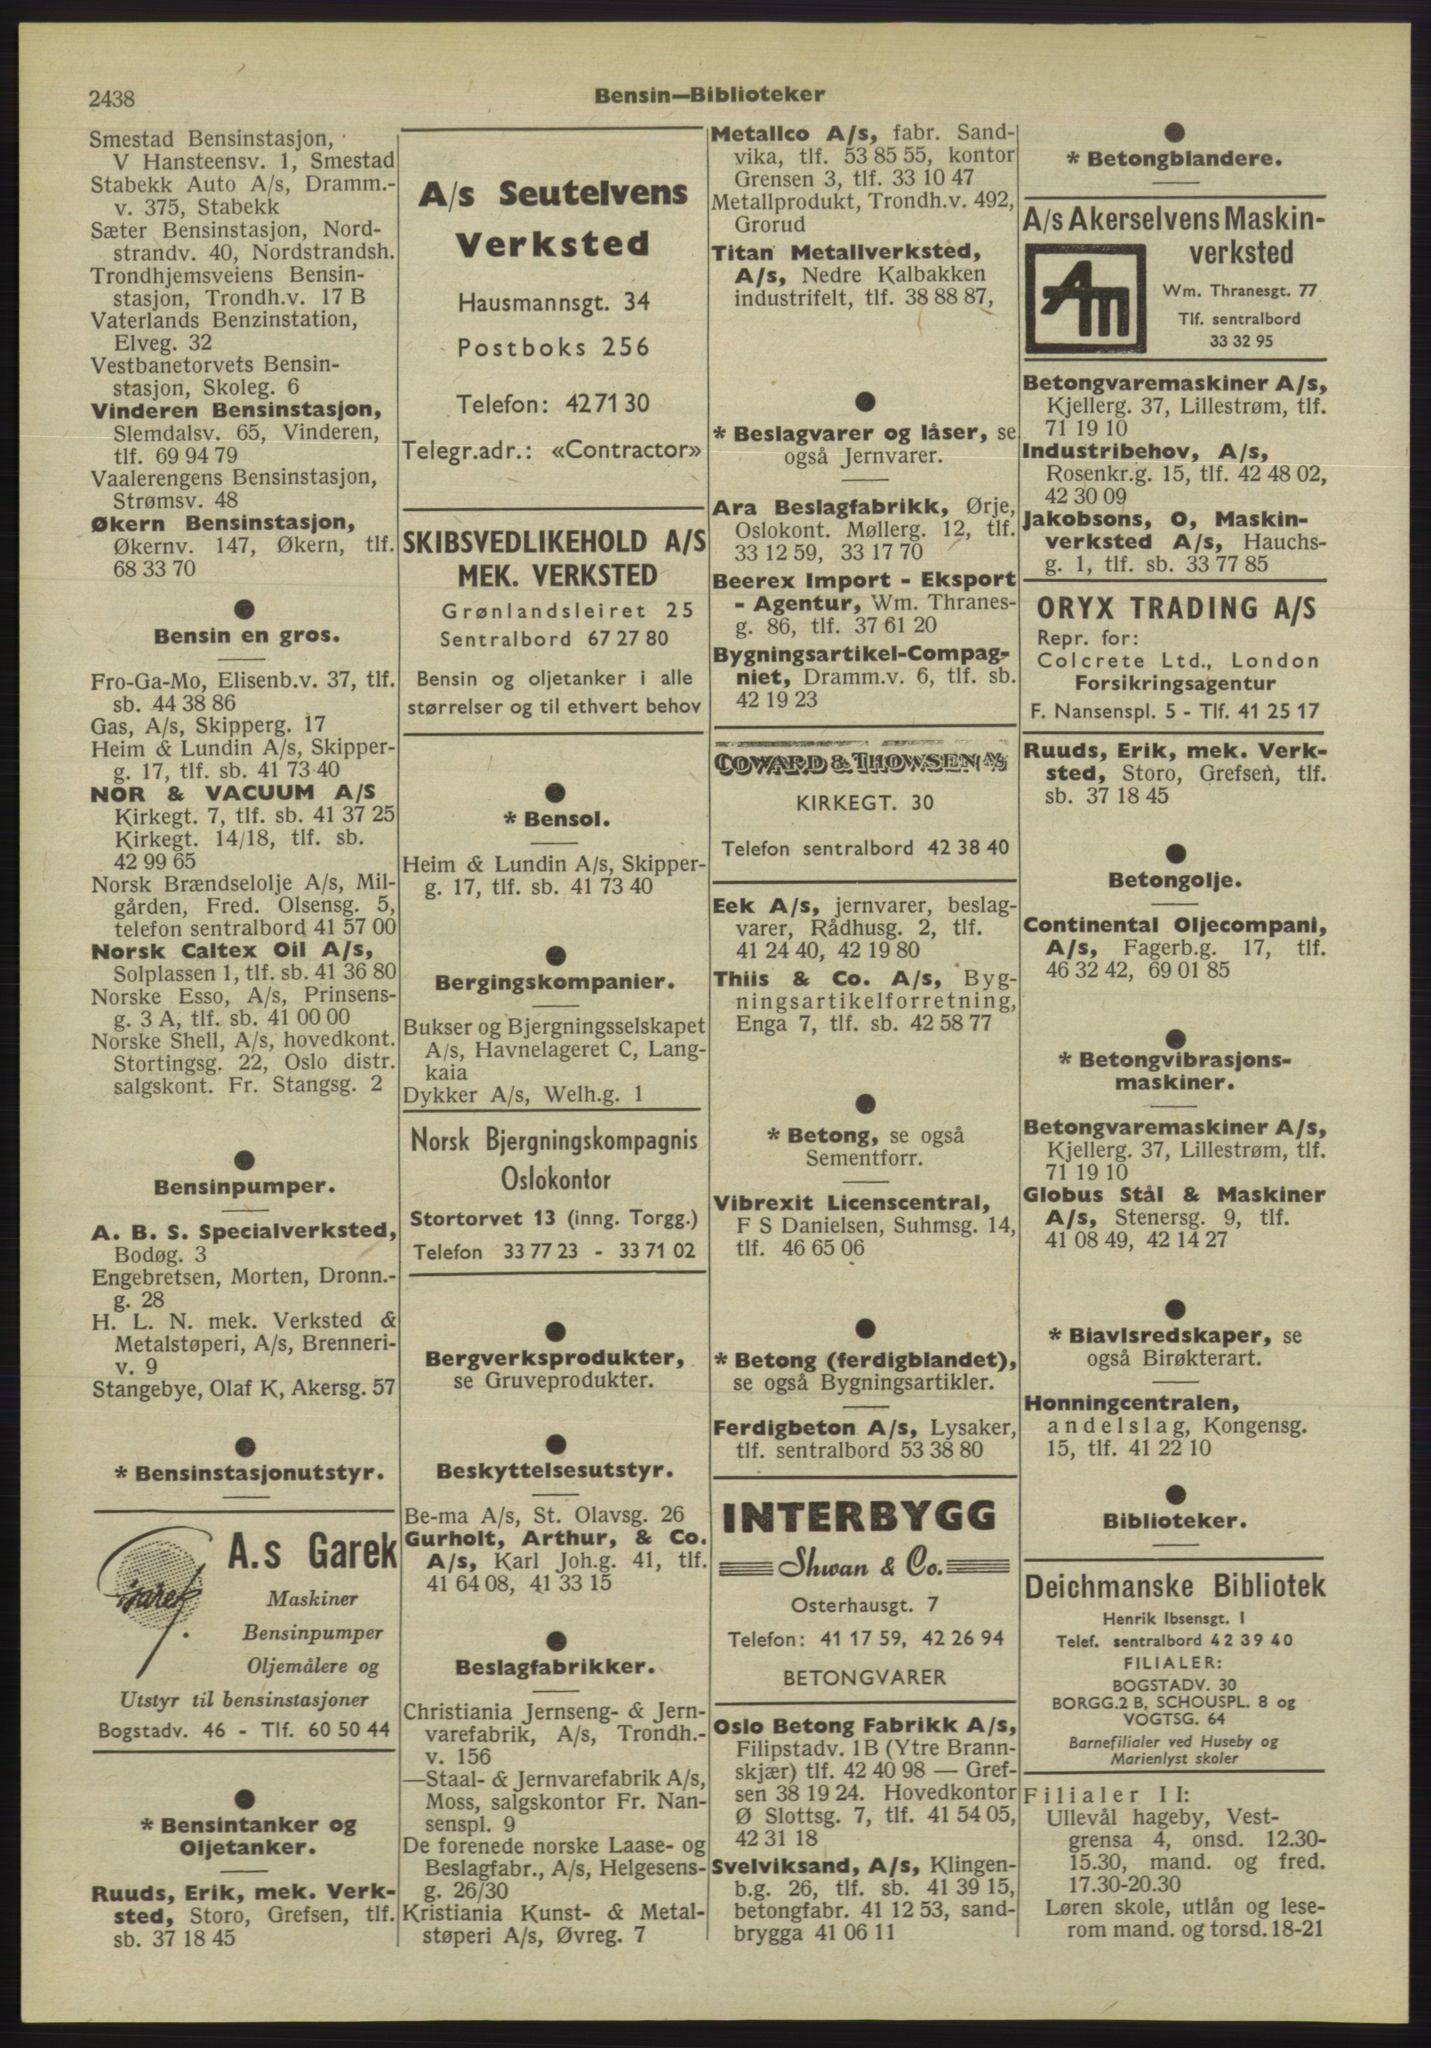 2438
Bensin—Biblioteker
Smestad Bensinstasjon,
V Hansteensv. 1, Smestad
Stabekk Auto A/s, Dramm.-
v. 375, Stabekk
Sæter Bensinstasjon, Nord-
strandv. 40, Nordstrandsh.
Trondhjemsveiens Bensin-
stasjon, Trondh.v. 17 B
Vaterlands Benzinstation,
Elveg. 32
Vestbanetorvets Bensin-
stasjon, Skoleg. 6
Vinderen Bensinstasjon,
Slemdalsv. 65, Vinderen,
tlf. 69 94 79
Vaalerengens Bensinstasjon,
Strømsv. 48
Økern Bensinstasjon,
Økernv. 147, Økern, tlf.
68 33 70
Bensin en gros.
Fro-Ga-Mo, Elisenb.v. 37, tlf.
sb. 44 38 86
Gas, A/s, Skipperg. 17
Heim & Lundin A/s, Skipper-
g. 17, tlf. sb. 41 73 40
NOR & VACUUM A/S
Kirkegt. 7, tlf. sb. 41 37 25
Kirkegt. 14/18, tlf. sb.
42 99 65
Norsk Brændselolje A/s, Mil-
gården, Fred. Olsensg. 5,
telefon sentralbord 41 57 00
Norsk Caltex Oil A/s,
Solplassen 1, tlf. sb. 41 36 80
Norske Esso, A/s, Prinsens-
g. 3 A, tlf. sb. 41 00 00
Norske Shell, A/s, hovedkont.
Stortingsg. 22, Oslo distr.
salgskont. Fr. Stangsg. 2
Bensinpumper.
A. B. S. Specialverksted,
Bodøg. 3
Engebretsen, Morten, Dronn.-
g. 28
H. L. N. mek. Verksted &
Metalstøperi, A/s, Brenneri-
v. 9
Stangebye, Olaf K, Akersg. 57
* Bensinstasjonutstyr.
Garek
A.s Garek
Maskiner
Bensinpumper
Oljemålere og
Utstyr til bensinstasjoner
Bogstadv. 46 - Tlf. 60 50 44
* Bensintanker og
Oljetanker.
Ruuds, Erik, mek. Verk-
sted, Storo, Grefsen, tlf.
sb. 37 18 45
A/s Seutelvens
Verksted
Hausmannsgt. 34
Postboks 256
Telefon: 42 71 30
Telegr.adr.: «Contractor»
SKIBSVEDLIKEHOLD A/S
MEK. VERKSTED
Grønlandsleiret 25
Sentralbord 67 27 80
Bensin og oljetanker i alle
størrelser og til ethvert behov
* Bensol.
Heim & Lundin A/s, Skipper-
g. 17, tlf. sb. 41 73 40
Bergingskompanier.
Bukser og Bjergningsselskapet
A/s, Havnelageret C, Lang-
kaia
Dykker A/s, Welh.g. 1
Norsk Bjergningskompagnis
Oslokontor
Stortorvet 13 (inng. Torgg.)
Telefon 33 77 23 - 33 71 02
Bergverksprodukter,
se Gruveprodukter.
Beskyttelsesutstyr.
Be-ma A/s, St. Olavsg. 26
Gurholt, Arthur, & Co.
A/s, Karl Joh.g. 41, tlf.
41 64 08, 41 33 15
Beslagfabrikker.
Christiania Jernseng- & Jern-
varefabrik, A/s, Trondh.-
v. 156
—Staal- & Jernvarefabrik A/s,
Moss, salgskontor Fr. Nan-
senspl. 9
De forenede norske Laase- og
Beslagfabr., A/s, Helgesens-
g. 26/30
Kristiania Kunst- & Metal-
støperi A/s, Øvreg. 7
Metallco A/s, fabr. Sand-
vika, tlf. 53 85 55, kontor
Grensen 3, tlf. 33 10 47
Metallprodukt, Trondh.v. 492,
Grorud
Titan Metallverksted,
A/s, Nedre Kalbakken
industrifelt, tlf. 38 88 87,
* Beslagvarer og låser, se
også Jernvarer.
Ara Beslagfabrikk, Ørje,
Oslokont. Møllerg. 12, tlf.
33 12 59, 33 17 70
Beerex Import - Eksport
- Agentur, Wm. Thranes-
g. 86, tlf. 37 61 20
Bygningsartikel-Compag-
niet, Dramm.v. 6, tlf. sb.
42 19 23
COWARD & THOWSEN A/S
KIRKEGT. 30
Telefon sentralbord 42 38 40
Eek A/s, jernvarer, beslag-
varer, Rådhusg. 2, tlf.
41 24 40, 42 19 80
Thiis & Co. A/s, Byg-
ningsartikelforretning,
Enga 7, tlf. sb. 42 58 77
* Betong, se også
Sementforr.
Vibrexit Licenscentral,
F S Danielsen, Suhmsg. 14,
tlf. 46 65 06
* Betong (ferdigblandet),
se også Bygningsartikler.
Ferdigbeton A/s, Lysaker,
tlf. sentralbord 53 38 80
INTERBYGG
Shwan & Co.
Osterhausgt. 7
Telefon: 41 17 59, 42 26 94
BETONGVARER
Oslo Betong Fabrikk A/s,
Filipstadv. 1B (Ytre Brann-
skjær) tlf. 42 40 98 — Gref-
sen 38 19 24. Hovedkontor
Ø Slottsg. 7, tlf. 41 54 05,
42 31 18
Svelviksand, A/s, Klingen-
b.g. 26, tlf. sb. 41 39 15,
betongfabr. 41 12 53, sand-
brygga 41 06 11
* Betongblandere.
A/s Akerselvens Maskin-
verksted
AM
Wm. Thranesgt. 77
Tlf. sentralbord
33 32 95
Betongvaremaskiner A/s,
Kjellerg. 37, Lillestrøm, tlf.
71 19 10
Industribehov, A/s,
Rosenkr.g. 15, tlf. 42 48 02,
42 30 09
Jakobsons, O, Maskin-
verksted A/s, Hauchs-
g. 1, tlf. sb. 33 77 85
ORYX TRADING A/S
Repr. for:
Colcrete Ltd., London
Forsikringsagentur
F. Nansenspl. 5 - Tlf. 41 25 17
Ruuds, Erik, mek. Verk-
sted, Storo, Grefsen, tlf.
sb. 37 18 45
Betongolje.
Continental Oljecompani,
A/s, Fagerb.g. 17, tlf.
46 32 42, 69 01 85
* Betongvibrasjons-
maskiner.
Betongvaremaskiner A/s,
Kjellerg. 37, Lillestrøm, tlf.
71 19 10
Globus Stål & Maskiner
A/s, Stenersg. 9, tlf.
41 08 49, 42 14 27
* Biavlsredskaper, se
også Birøkterart.
Honningcentralen,
andelslag, Kongensg.
15, tlf. 41 22 10
Biblioteker.
Deichmanske Bibliotek
Henrik Ibsensgt. 1
Telef. sentralbord 42 39 40
FILIALER:
BOGSTADV. 30
BORGG.2 B, SCHOUSPL. 8 og
VOGTSG. 64
Barnefilialer ved Huseby og
Marienlyst skoler
Filialer II:
Ullevål hageby, Vest-
grensa 4, onsd. 12.30-
15.30, mand. og fred.
17.30-20.30
Løren skole, utlån og lese-
rom mand. og torsd. 18-21